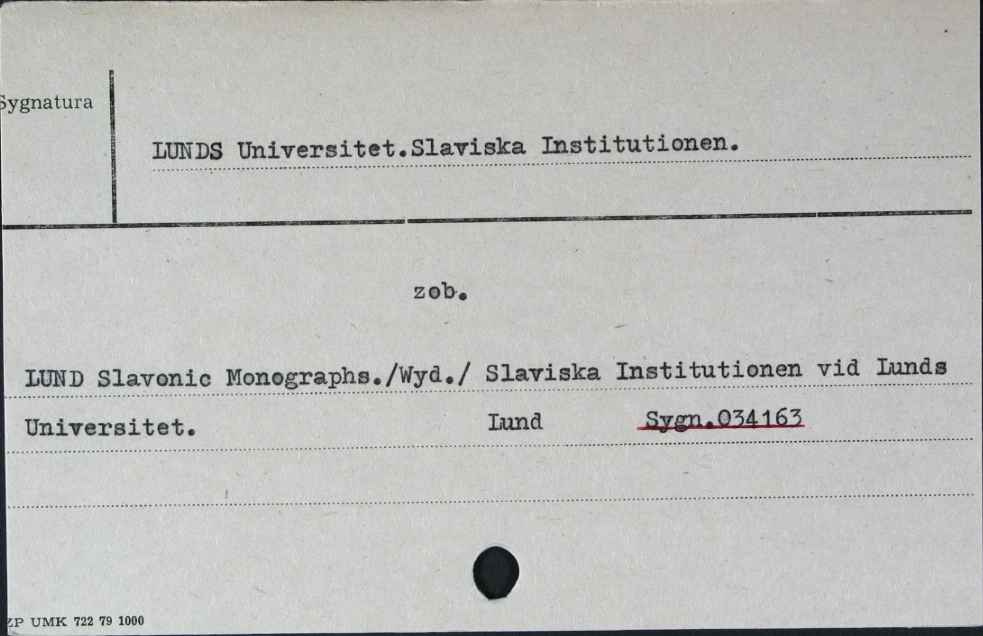 Sygnatura
LUNDS Universitet.Slaviska Institutionen.
zob.
LUND Slavonic Monographs./Wyd./ Slaviska Institutionen vid Lunds
Universitet. Lund Sygn.034163
ZP UMK 722 79 1000